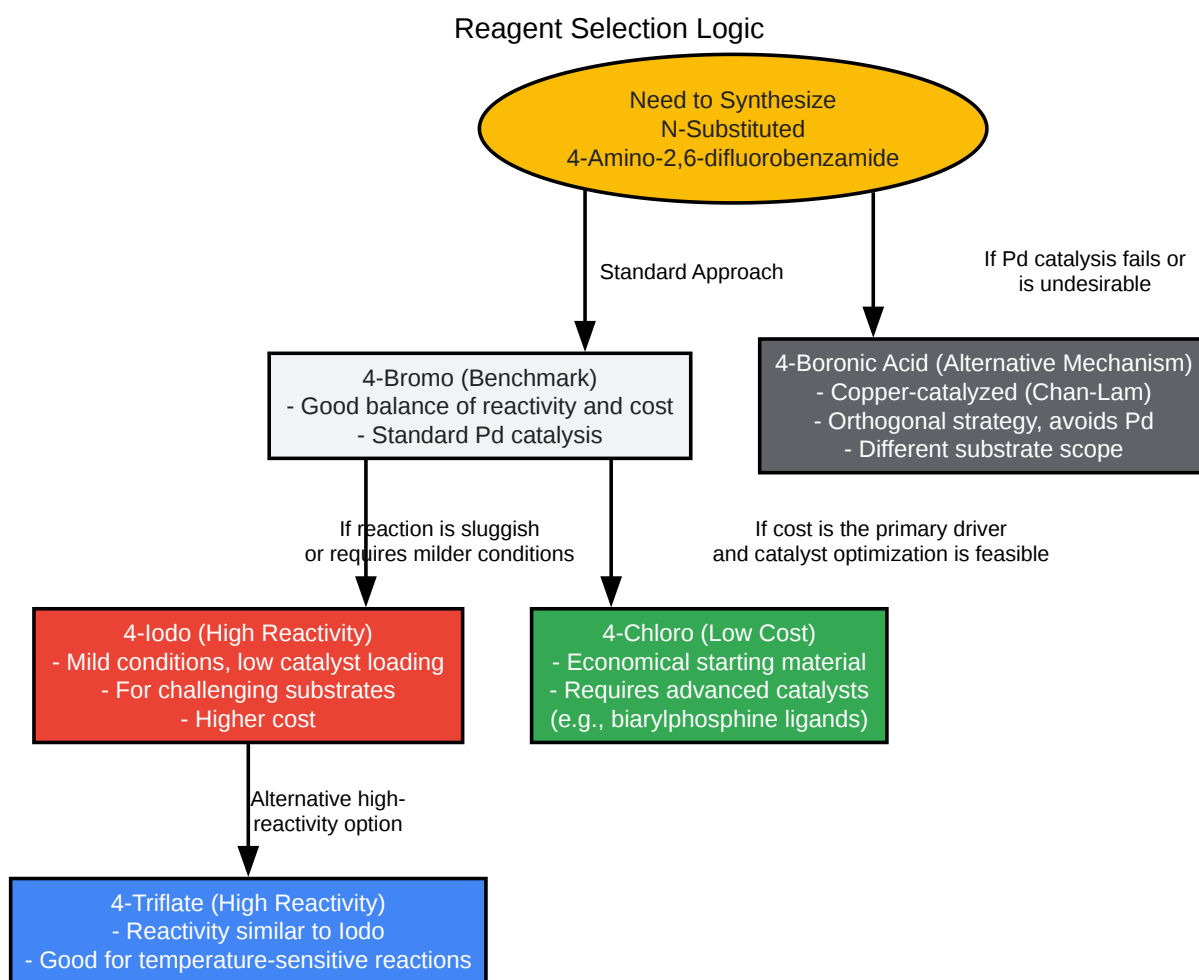 Reagent Selection Logic
Need to Synthesize
N-Substituted
4-Amino-2,6-difluorobenzamide
Standard Approach
If Pd catalysis fails or
is undesirable
4-Bromo (Benchmark)
- Good balance of reactivity and cost
- Standard Pd catalysis
4-Boronic Acid (Alternative Mechanism)
- Copper-catalyzed (Chan-Lam)
- Orthogonal strategy, avoids Pd
- Different substrate scope
If reaction is sluggish
or requires milder conditions
If cost is the primary driver
and catalyst optimization is feasible
4-Iodo (High Reactivity)
- Mild conditions, low catalyst loading
- For challenging substrates
- Higher cost
4-Chloro (Low Cost)
- Economical starting material
- Requires advanced catalysts
(e.g., biarylphosphine ligands)
Alternative high-
reactivity option
4-Triflate (High Reactivity)
- Reactivity similar to Iodo
- Good for temperature-sensitive reactions